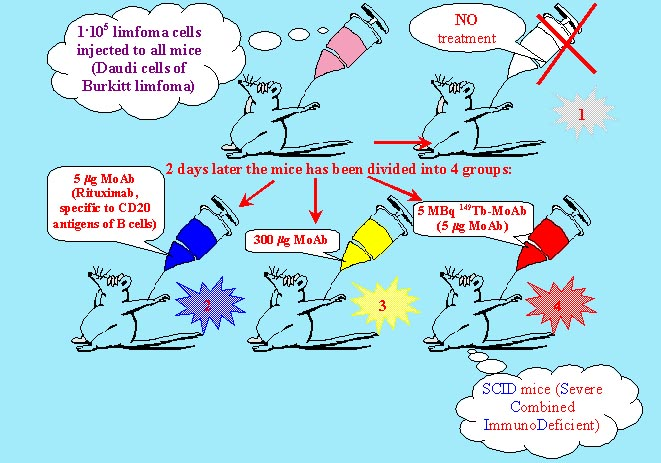 1·10⁵ limfoma cells
injected to all mice
(Daudi cells of
Burkitt limfoma)
NO
treatment
1
2 days later the mice has been divided into 4 groups:
5 µg MoAb
(Rituximab,
specific to CD20
antigens of B cells)
300 µg MoAb
5 MBq ¹⁴⁹Tb-MoAb
(5 µg MoAb)
2
3
4
SCID mice (Severe
Combined
ImmunoDeficient)